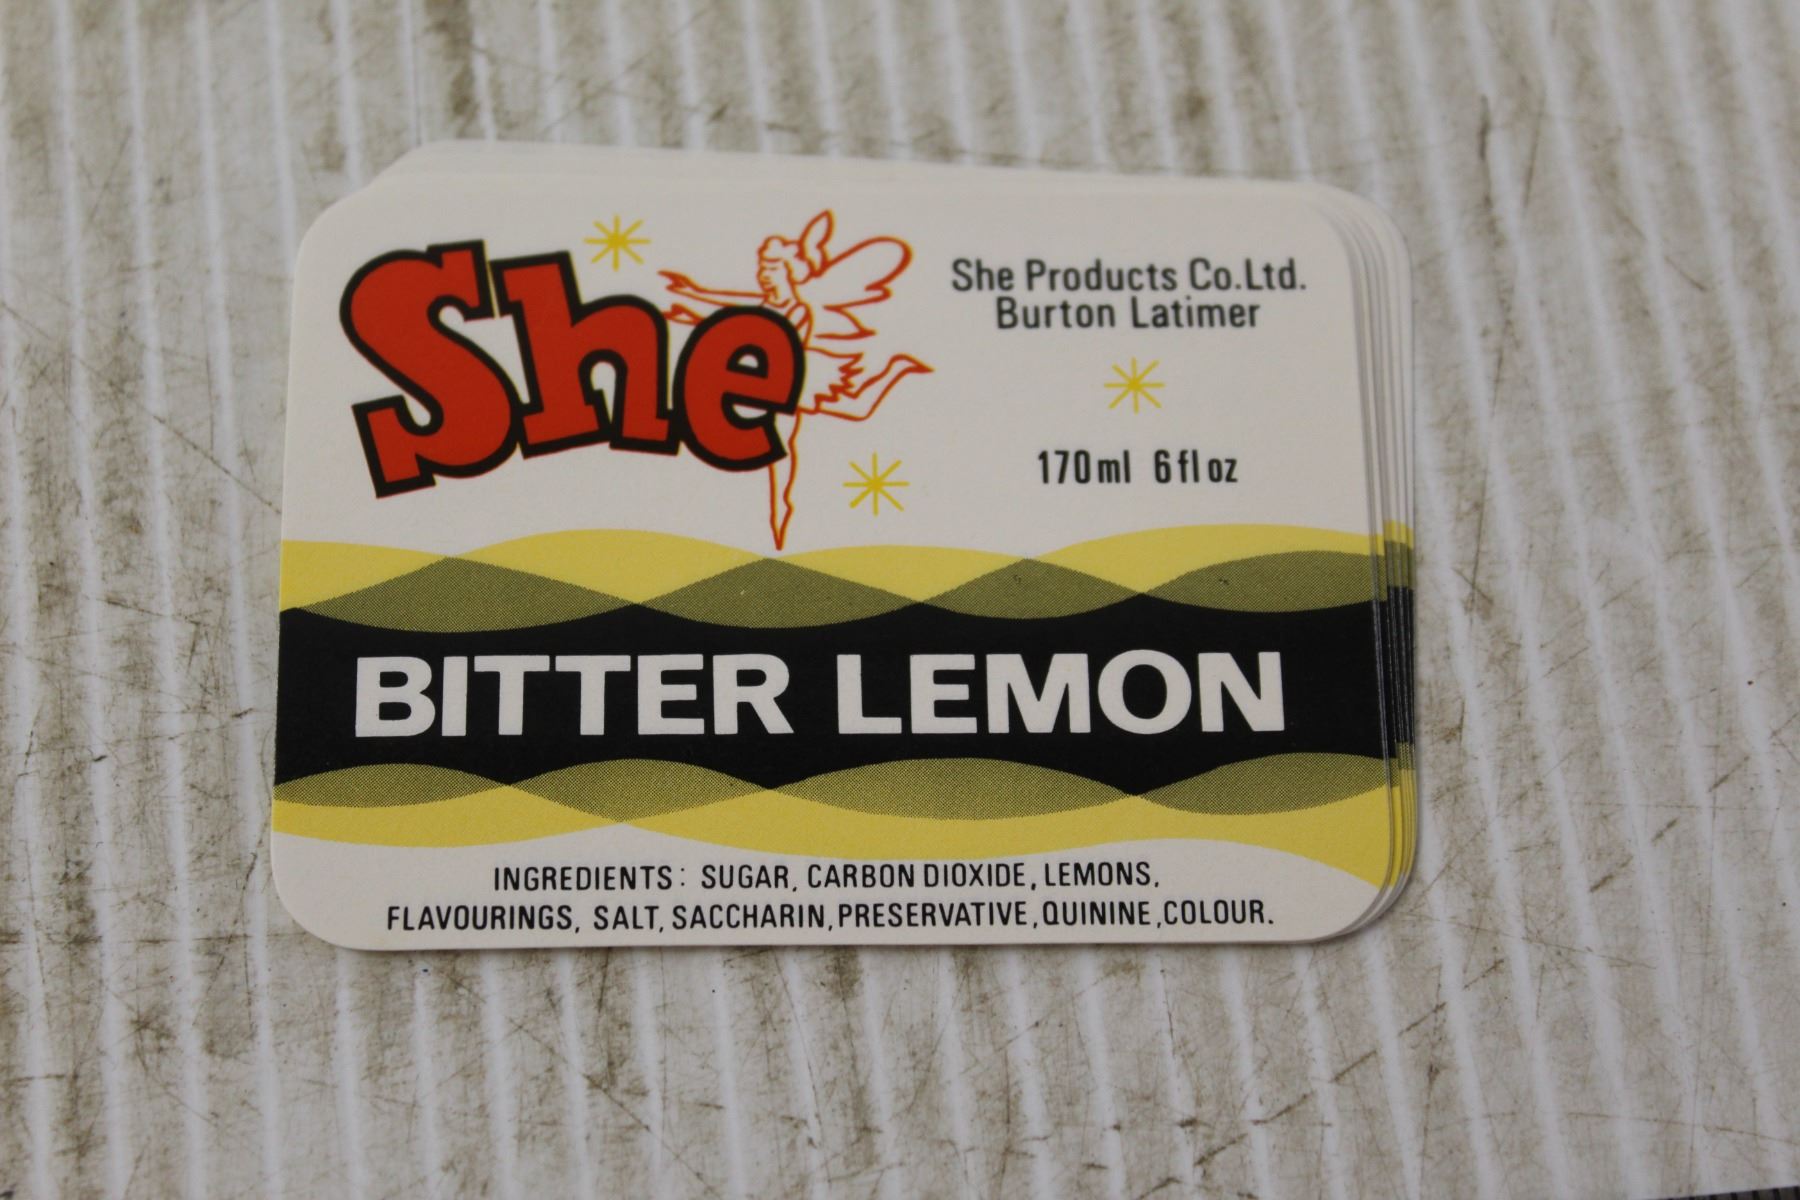 She
She Products Co.Ltd.
Burton Latimer
170ml 6fl oz
BITTER LEMON
INGREDIENTS: SUGAR, CARBON DIOXIDE, LEMONS,
FLAVOURINGS, SALT, SACCHARIN, PRESERVATIVE, QUININE, COLOUR.